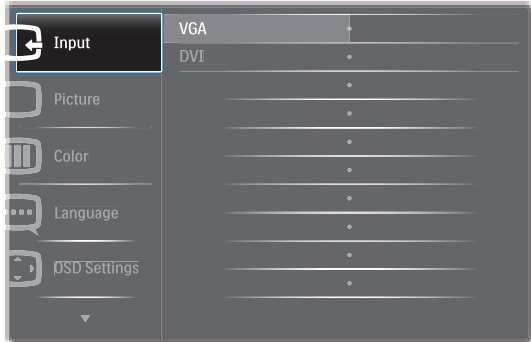 Input
VGA
DVI
Picture
Color
Language
OSD Settings